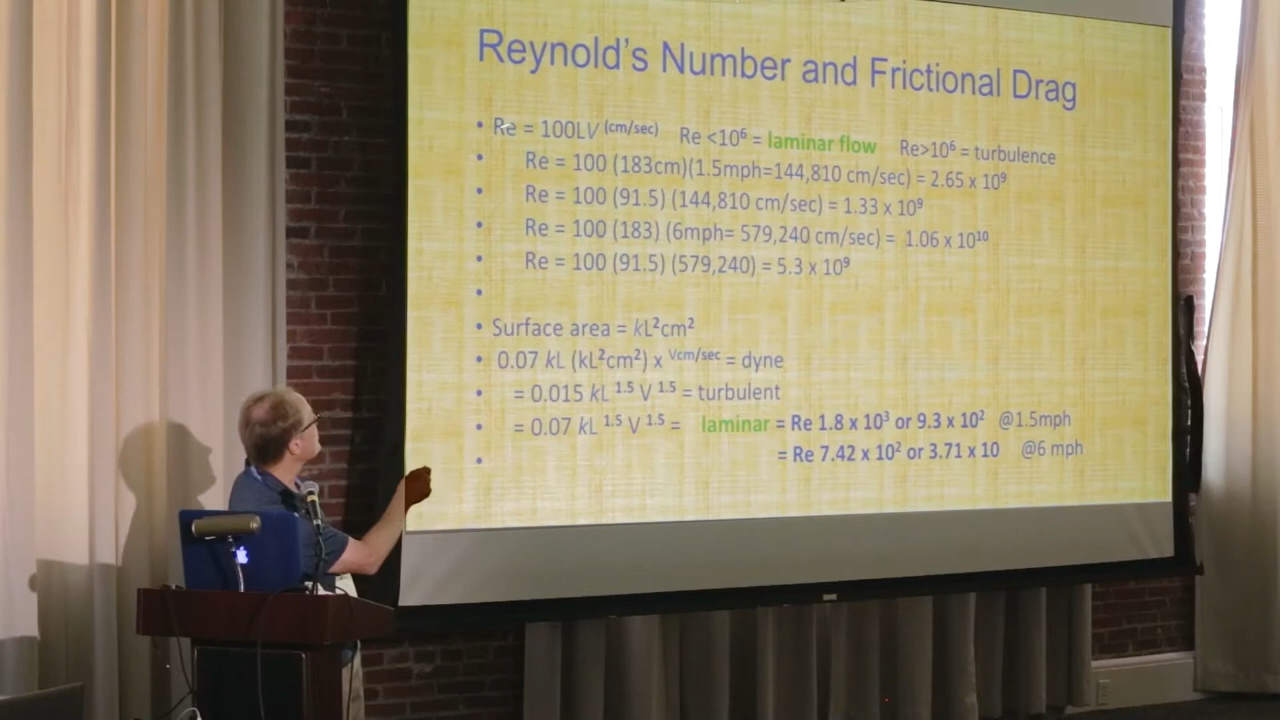 Reynold's Number and Frictional Drag
• Re = 100LV (cm/sec) Re <10⁶ = laminar flow Re>10⁶ = turbulence
• Re = 100 (183cm)(1.5mph=144,810 cm/sec) = 2.65 x 10⁹
• Re = 100 (91.5) (144,810 cm/sec) = 1.33 x 10⁹
• Re = 100 (183) (6mph= 579,240 cm/sec) = 1.06 x 10¹⁰
• Re = 100 (91.5) (579,240) = 5.3 x 10⁹
•
• Surface area = kL²cm²
• 0.07 kL (kL²cm²) x Vcm/sec = dyne
• = 0.015 kL ¹·⁵ V ¹·⁵ = turbulent
• = 0.07 kL ¹·⁵ V ¹·⁵ = laminar = Re 1.8 x 10³ or 9.3 x 10² @1.5mph
• = Re 7.42 x 10² or 3.71 x 10 @6 mph